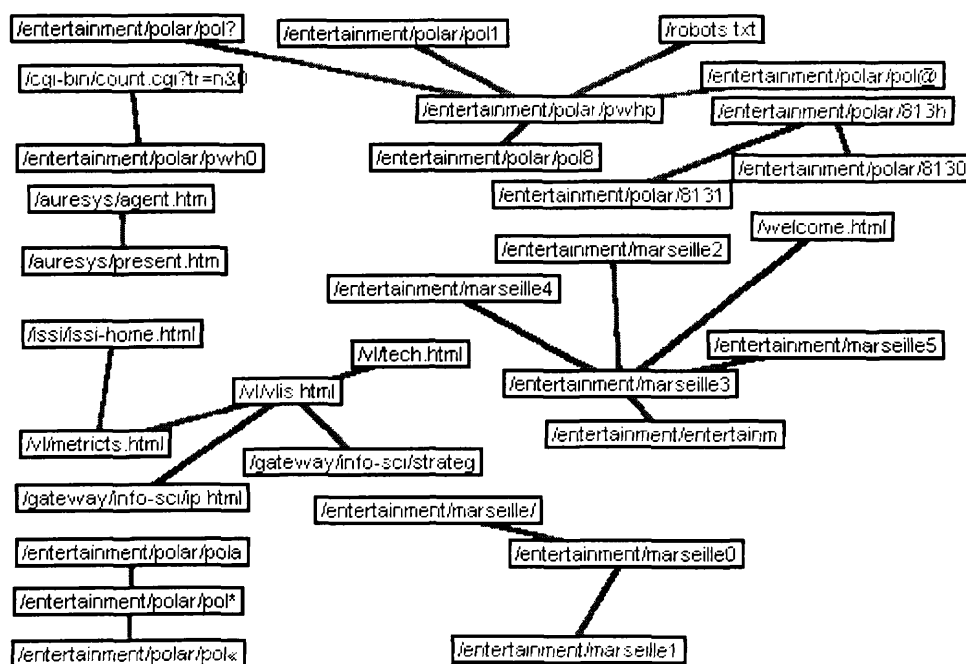 /entertainment/polar/pol?
/entertainment/polar/pol1
/robots txt
/cgi-bin/count.cgi?tr=n&0
/entertainment/polar/pol@
/entertainment/polar/pwhp
/entertainment/polar/813h
/entertainment/polar/pwh0
/entertainment/polar/pol8
/entertainment/polar/8130
/entertainment/polar/8131
/auresys/agent.htm
/welcome.html
/entertainment/marseille2
/auresys/present.htm
/entertainment/marseille4
/issi/issi-home.html
/entertainment/marseille5
/vl/tech.html
/entertainment/marseille3
/vl/vlis html
/vl/metricts.html
/entertainment/entertainm
/gateway/info-sci/strateg
/gateway/info-sci/ip html
/entertainment/marseille/
/entertainment/polar/pola
/entertainment/marseille0
/entertainment/polar/pol*
/entertainment/polar/pol«
/entertainment/marseille1